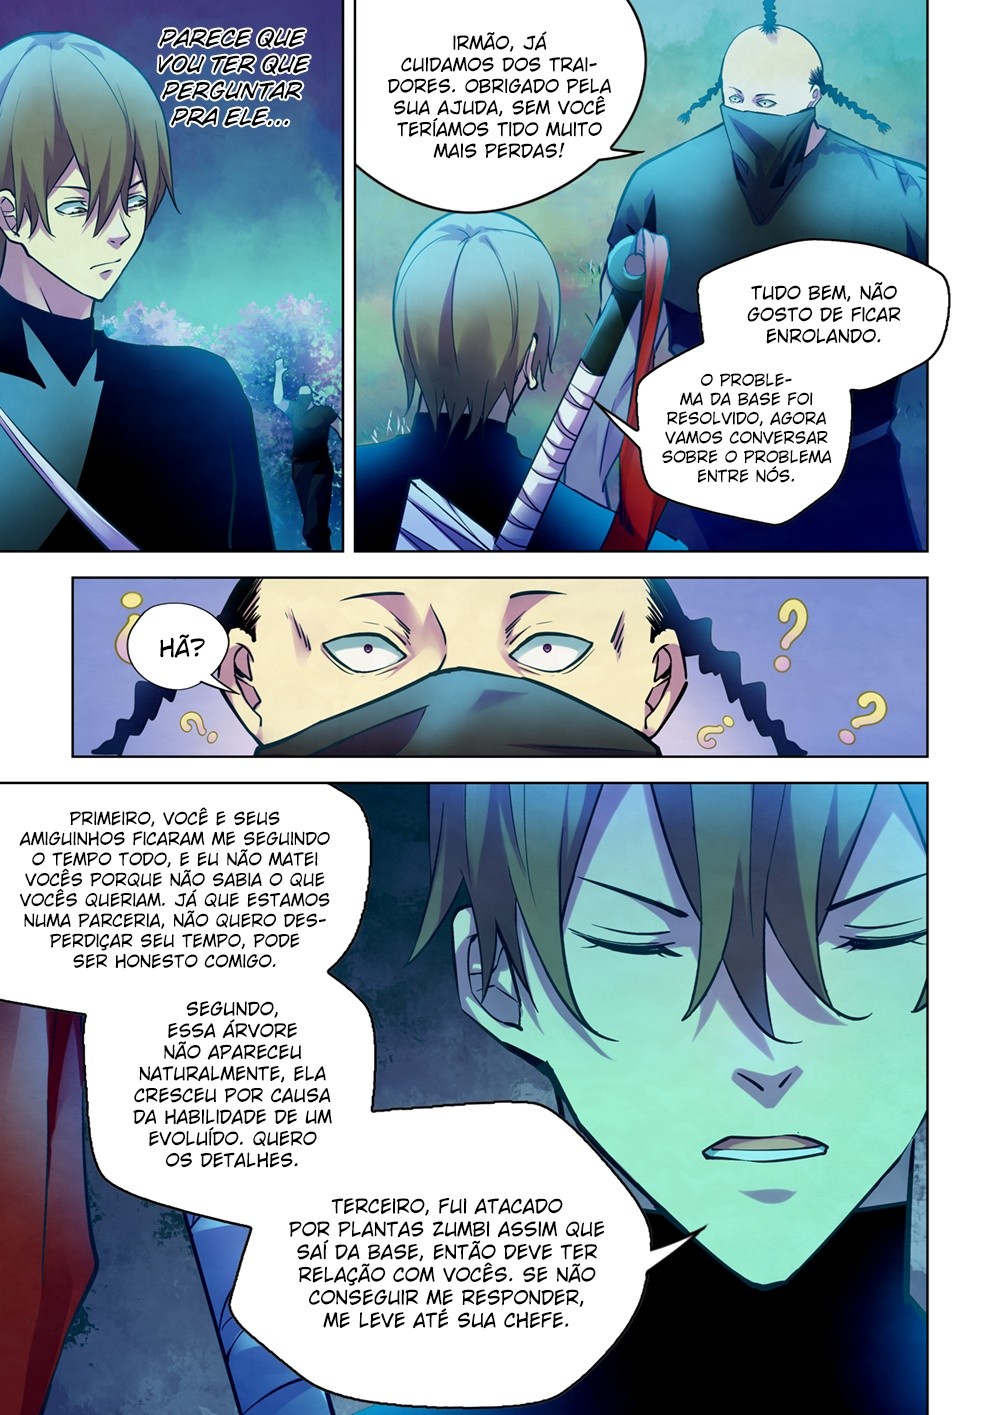 PARECE QUE
VOU TER QUE
PERGUNTAR
PRA ELE...
IRMÃO, JÁ
CUIDAMOS DOS TRAI-
DORES. OBRIGADO PELA
SUA AJUDA, SEM VOCÊ
TERÍAMOS TIDO MUITO
MAIS PERDAS!
TUDO BEM, NÃO
GOSTO DE FICAR
ENROLANDO.
O PROBLE-
MA DA BASE FOI
RESOLVIDO, AGORA
VAMOS CONVERSAR
SOBRE O PROBLEMA
ENTRE NÓS.
HÃ?
?
?
?
?
?
PRIMEIRO, VOCÊ E SEUS
AMIGUINHOS FICARAM ME SEGUINDO
O TEMPO TODO, E EU NÃO MATEI
VOCÊS PORQUE NÃO SABIA O QUE
VOCÊS QUERIAM. JÁ QUE ESTAMOS
NUMA PARCERIA, NÃO QUERO DES-
PERDIÇAR SEU TEMPO, PODE
SER HONESTO COMIGO.
SEGUNDO,
ESSA ÁRVORE
NÃO APARECEU
NATURALMENTE, ELA
CRESCEU POR CAUSA
DA HABILIDADE DE UM
EVOLUÍDO. QUERO
OS DETALHES.
TERCEIRO, FUI ATACADO
POR PLANTAS ZUMBI ASSIM QUE
SAÍ DA BASE, ENTÃO DEVE TER
RELAÇÃO COM VOCÊS. SE NÃO
CONSEGUIR ME RESPONDER,
ME LEVE ATÉ SUA CHEFE.